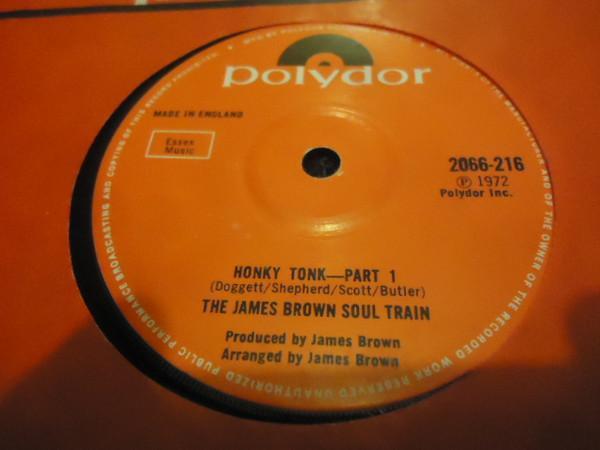 polydor
MADE IN ENGLAND
Essex
Music
2066-216
Ⓟ 1972
Polydor Inc.
HONKY TONK—PART 1
(Doggett/Shepherd/Scott/Butler)
THE JAMES BROWN SOUL TRAIN
Produced by James Brown
Arranged by James Brown
AND OF THE OWNER OF THE RECORDED WORK RESERVED UNAUTHORIZED PUBLIC PERFORMANCE BROADCASTING AND COPYING OF THIS RECORD PROHIBITED